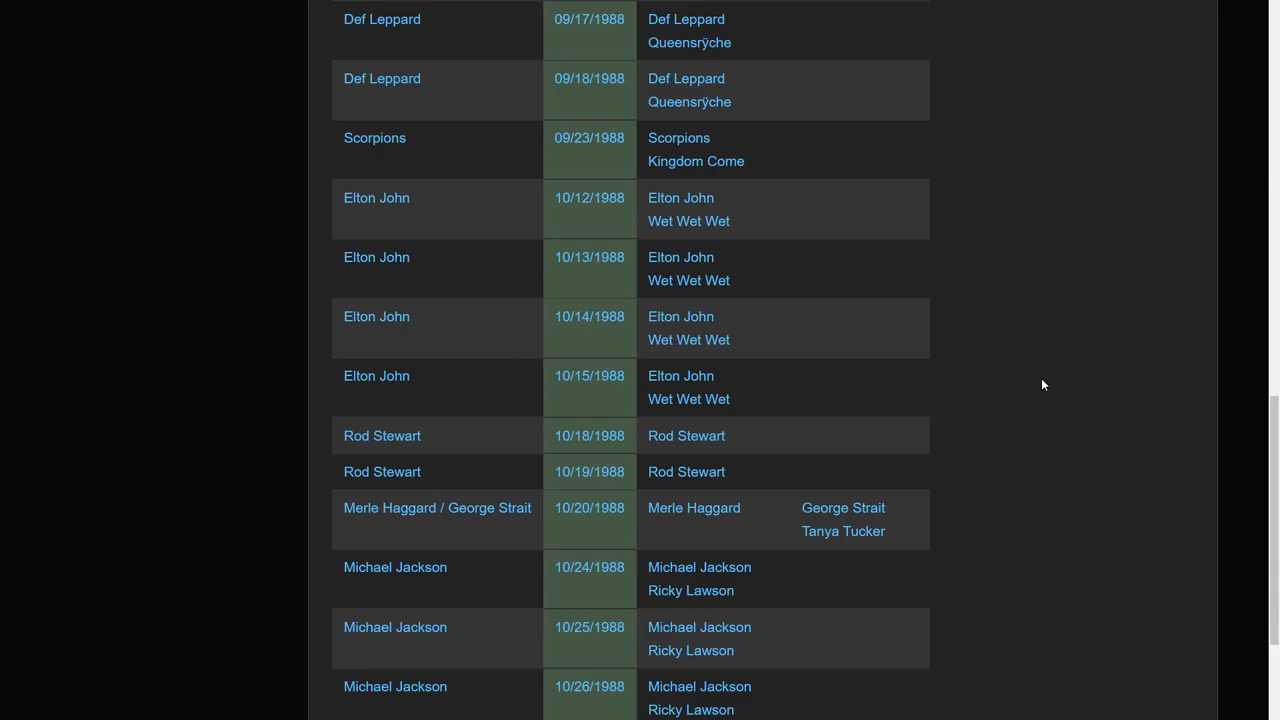 Def Leppard 09/17/1988 Def Leppard
Queensrÿche
Def Leppard 09/18/1988 Def Leppard
Queensrÿche
Scorpions 09/23/1988 Scorpions
Kingdom Come
Elton John 10/12/1988 Elton John
Wet Wet Wet
Elton John 10/13/1988 Elton John
Wet Wet Wet
Elton John 10/14/1988 Elton John
Wet Wet Wet
Elton John 10/15/1988 Elton John
Wet Wet Wet
Rod Stewart 10/18/1988 Rod Stewart
Rod Stewart 10/19/1988 Rod Stewart
Merle Haggard / George Strait 10/20/1988 Merle Haggard George Strait
Tanya Tucker
Michael Jackson 10/24/1988 Michael Jackson
Ricky Lawson
Michael Jackson 10/25/1988 Michael Jackson
Ricky Lawson
Michael Jackson 10/26/1988 Michael Jackson
Ricky Lawson